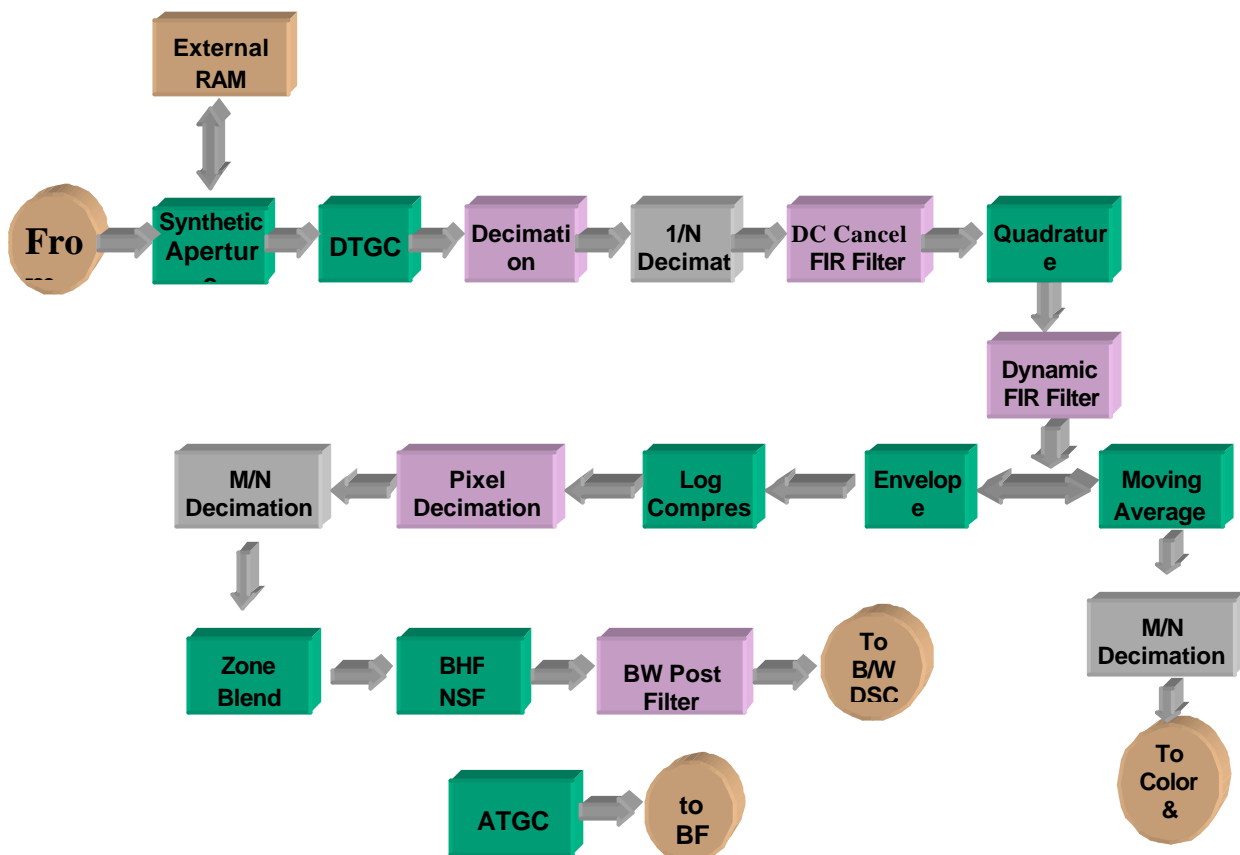 External
RAM
Fro
Synthetic
Apertur
DTGC
Decimati
on
1/N
Decimat
DC Cancel
FIR Filter
Quadratur
e
Dynamic
FIR Filter
M/N
Decimation
Pixel
Decimation
Log
Compres
Envelop
e
Moving
Average
Zone
Blend
BHF
NSF
BW Post
Filter
To
B/W
DSC
M/N
Decimation
ATGC
to
BF
To
Color
&